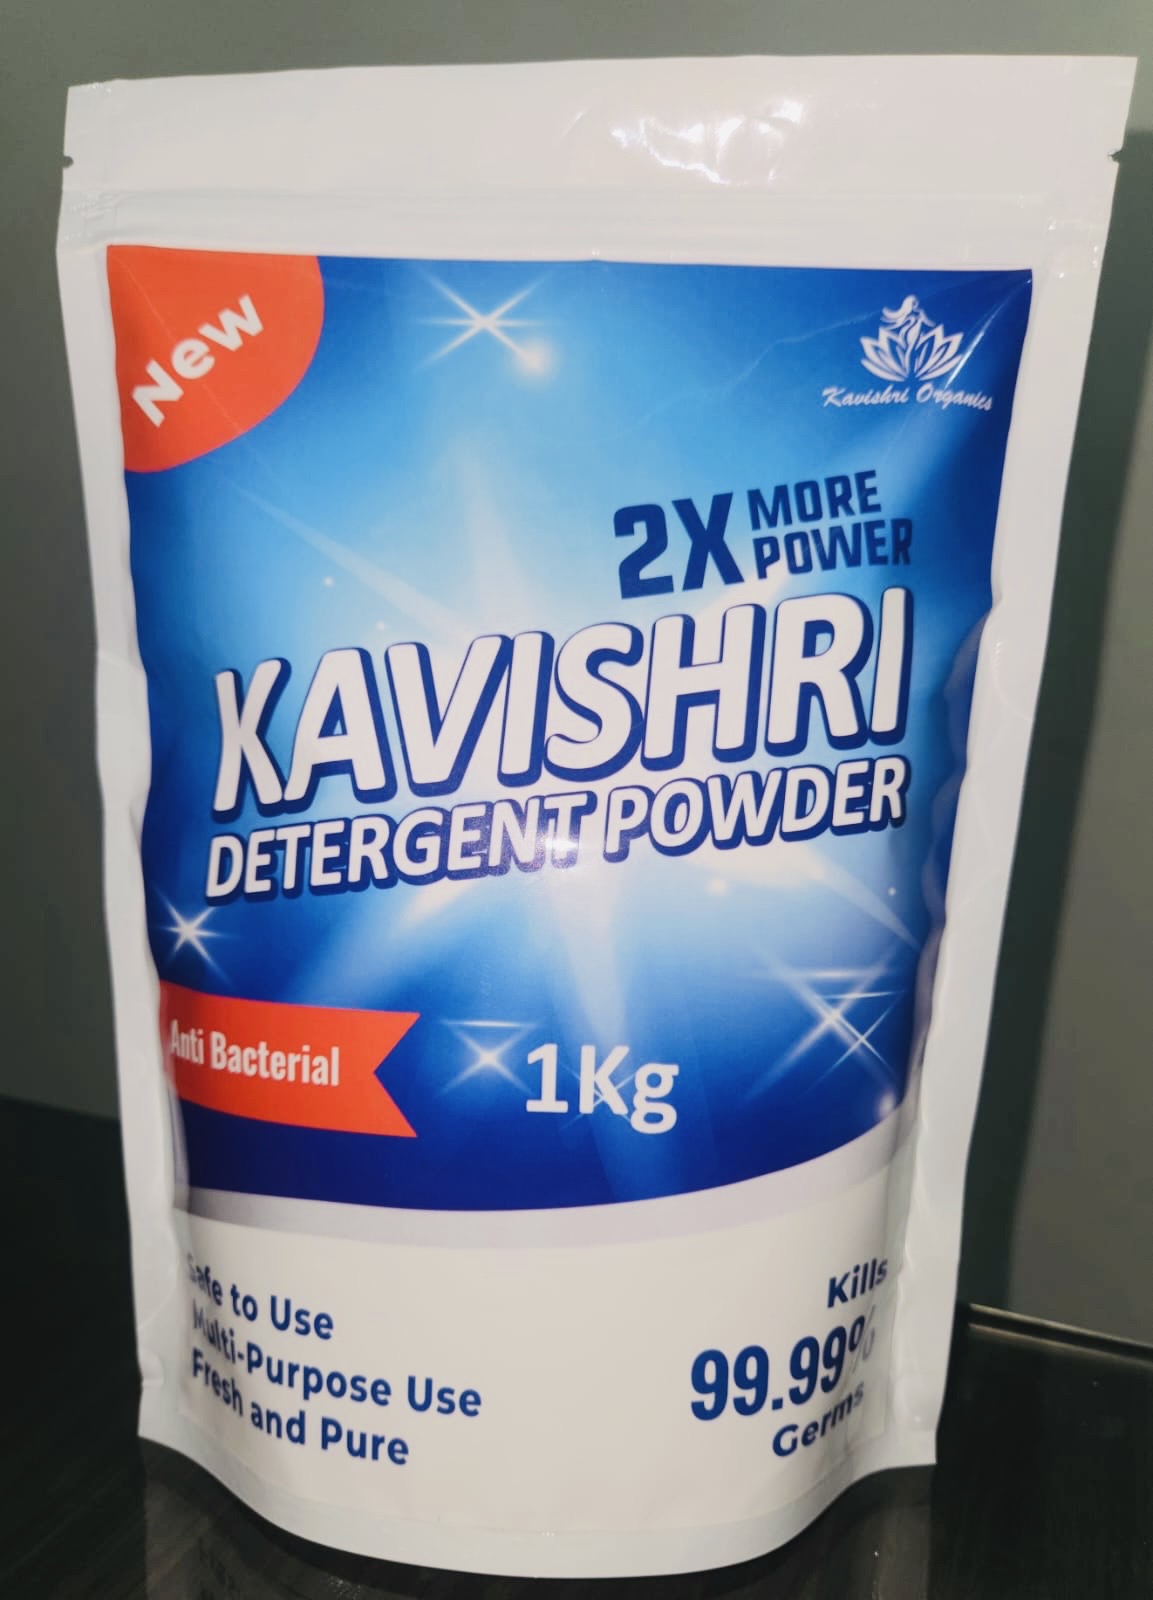 New
Kavishri Organics
2X MORE
POWER
KAVISHRI
DETERGENT POWDER
Anti Bacterial
1Kg
Safe to Use
Multi-Purpose Use
Fresh and Pure
Kills
99.99%
Germs